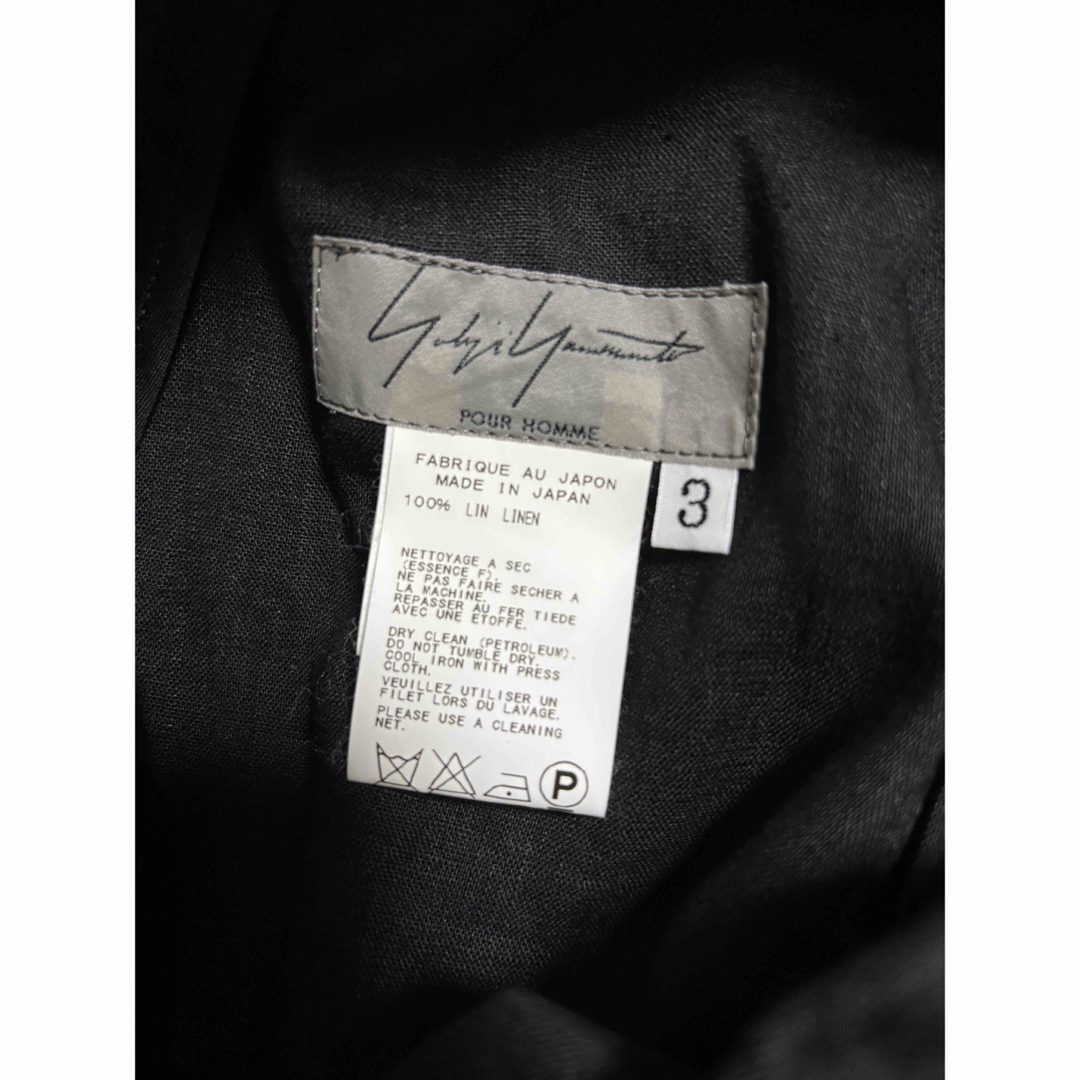 Yohji Yamamoto
POUR HOMME
3
FABRIQUE AU JAPON
MADE IN JAPAN
100% LIN LINEN
NETTOYAGE A SEC
(ESSENCE F).
NE PAS FAIRE SECHER A
LA MACHINE.
REPASSER AU FER TIEDE
AVEC UNE ETOFFE.
DRY CLEAN (PETROLEUM).
DO NOT TUMBLE DRY.
COOL IRON WITH PRESS
CLOTH.
VEUILLEZ UTILISER UN
FILET LORS DU LAVAGE.
PLEASE USE A CLEANING
NET.
P